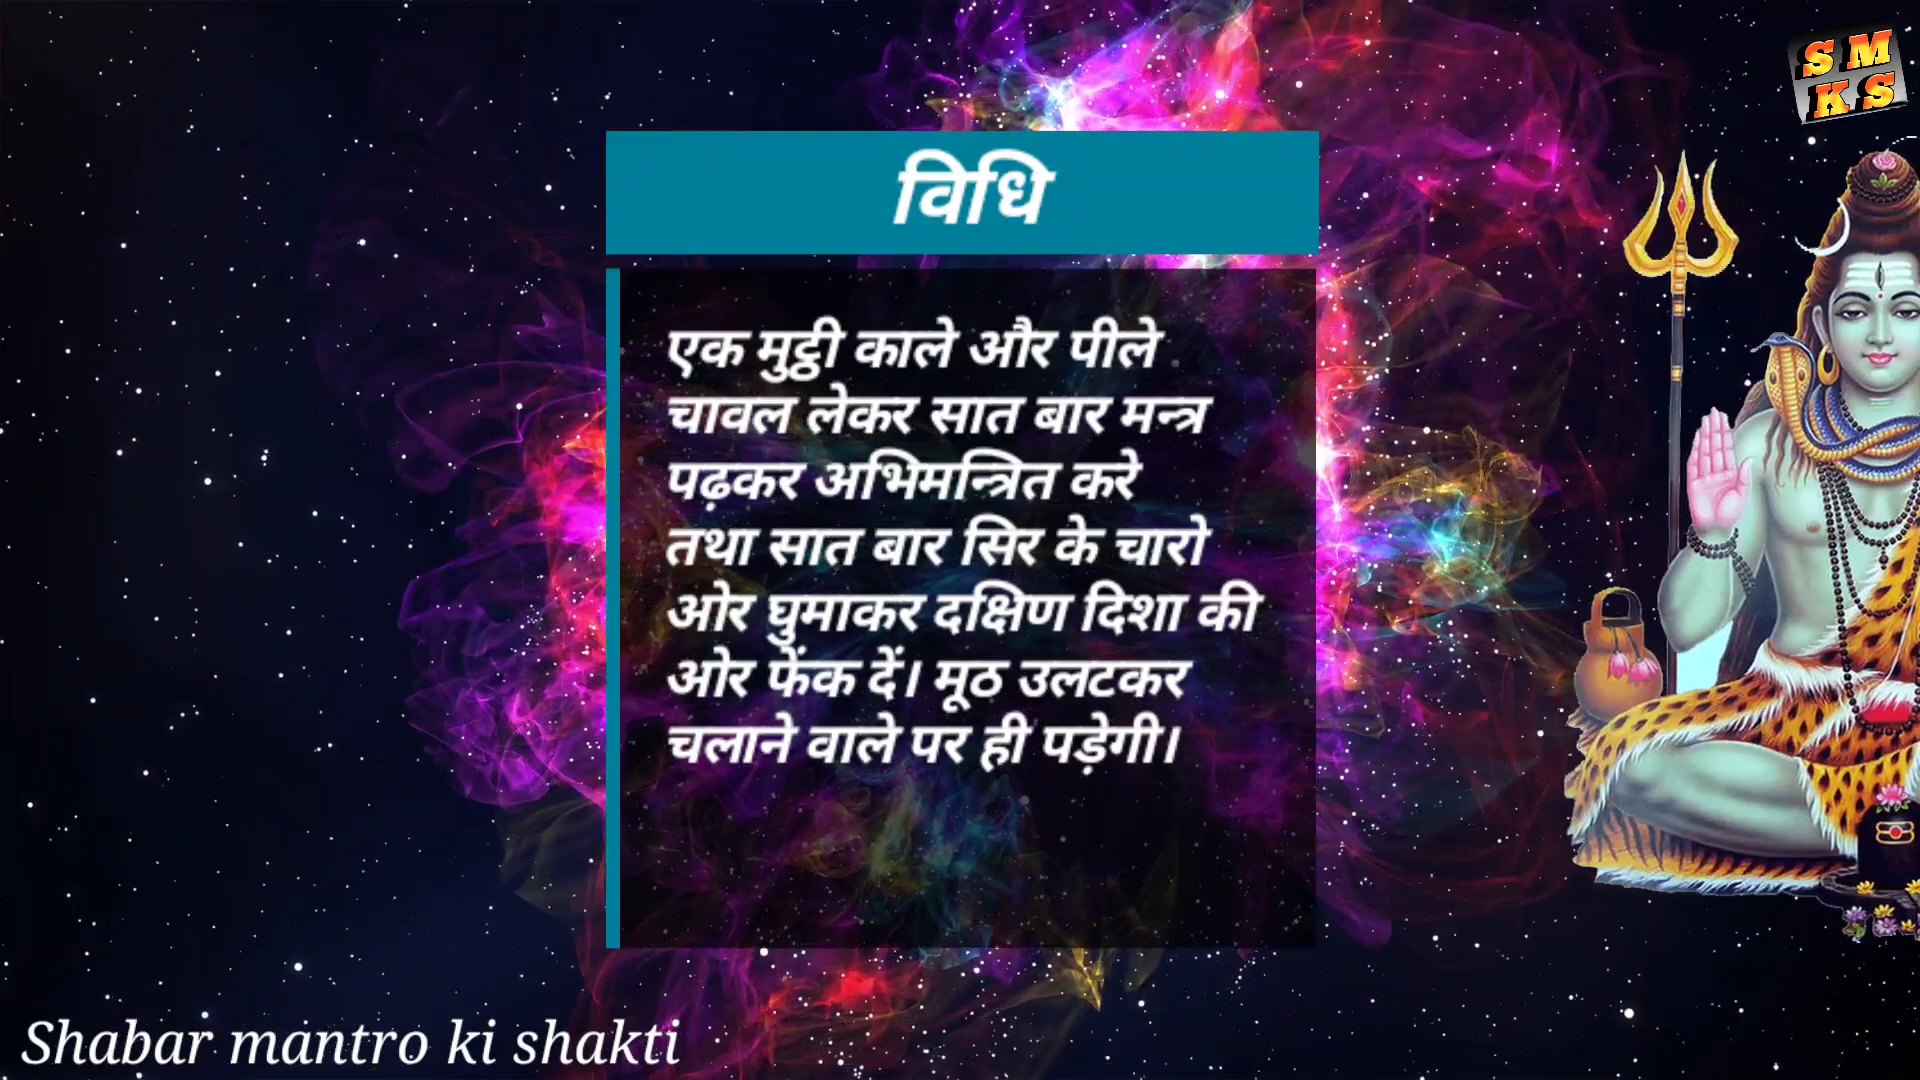 S M
K S
विधि
एक मुट्ठी काले और पीले
चावल लेकर सात बार मन्त्र
पढ़कर अभिमन्त्रित करे
तथा सात बार सिर के चारो
ओर घुमाकर दक्षिण दिशा की
ओर फेंक दें। मूठ उलटकर
चलाने वाले पर ही पड़ेगी।
Shabar mantro ki shakti